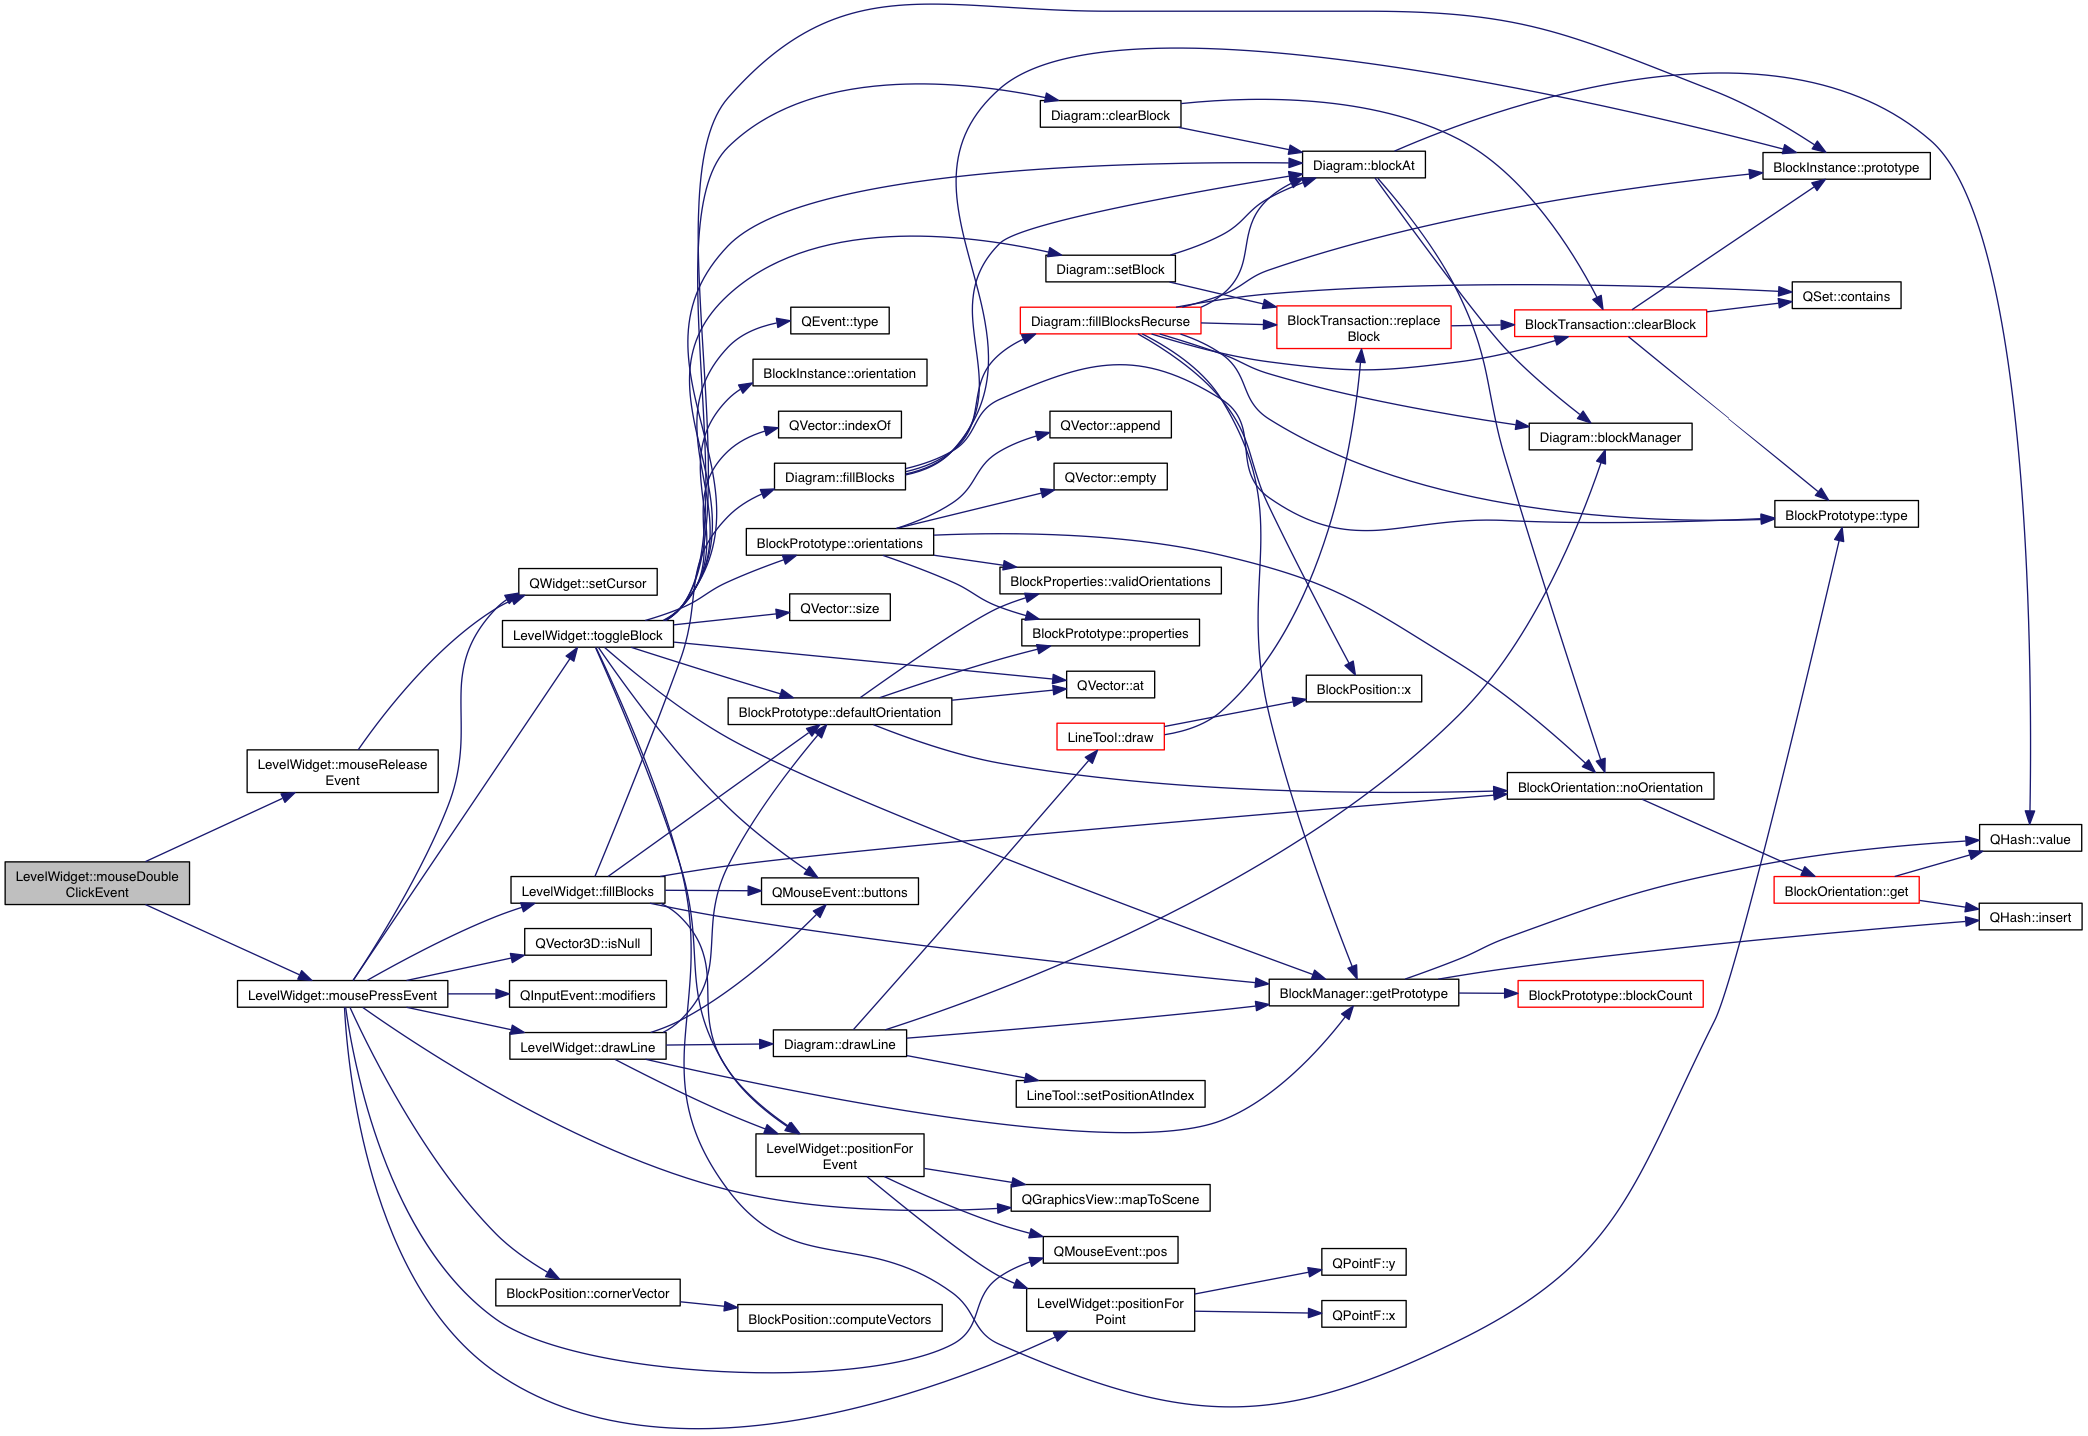 Diagram::clearBlock
Diagram::blockAt
BlockInstance::prototype
Diagram::setBlock
QSet::contains
QEvent::type
Diagram::fillBlocksRecurse
BlockTransaction::replace
Block
BlockTransaction::clearBlock
BlockInstance::orientation
QVector::indexOf
QVector::append
Diagram::blockManager
Diagram::fillBlocks
QVector::empty
BlockPrototype::type
BlockPrototype::orientations
QWidget::setCursor
BlockProperties::validOrientations
QVector::size
LevelWidget::toggleBlock
BlockPrototype::properties
QVector::at
BlockPosition::x
BlockPrototype::defaultOrientation
LineTool::draw
LevelWidget::mouseRelease
Event
BlockOrientation::noOrientation
QHash::value
LevelWidget::mouseDouble
ClickEvent
LevelWidget::fillBlocks
QMouseEvent::buttons
BlockOrientation::get
QHash::insert
QVector3D::isNull
LevelWidget::mousePressEvent
QInputEvent::modifiers
BlockManager::getPrototype
BlockPrototype::blockCount
LevelWidget::drawLine
Diagram::drawLine
LineTool::setPositionAtIndex
LevelWidget::positionFor
Event
QGraphicsView::mapToScene
QMouseEvent::pos
QPointF::y
BlockPosition::cornerVector
BlockPosition::computeVectors
LevelWidget::positionFor
Point
QPointF::x